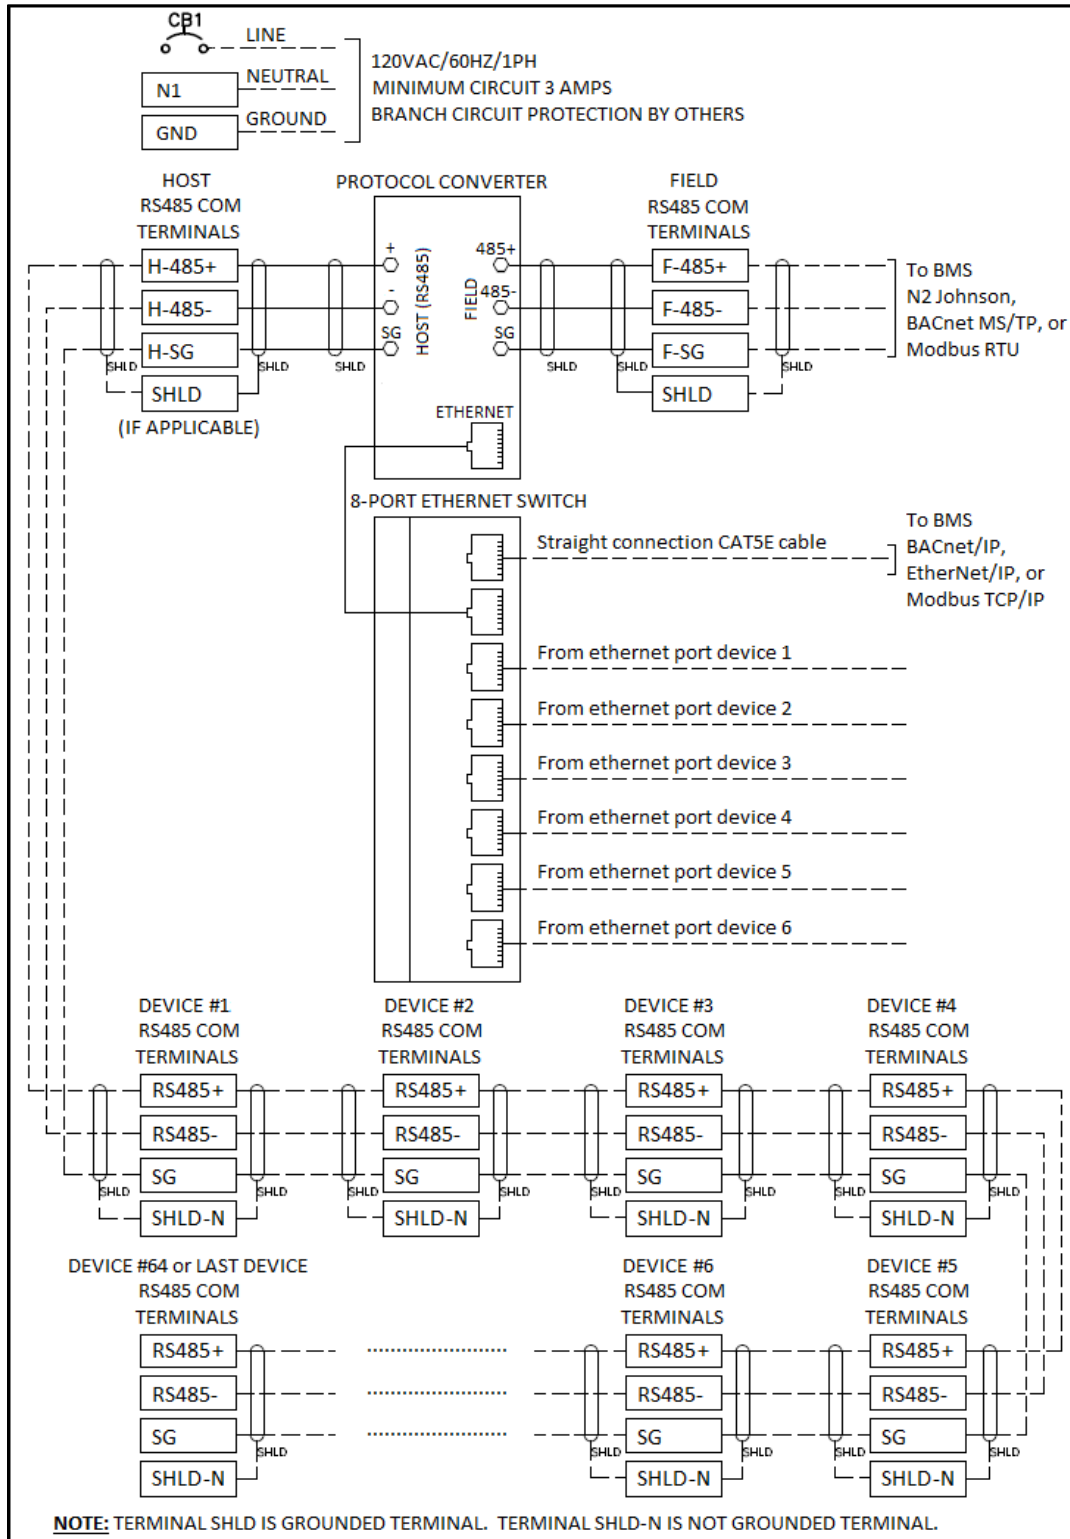 CB1
LINE
N1
NEUTRAL
GND
GROUND
120VAC/60HZ/1PH
MINIMUM CIRCUIT 3 AMPS
BRANCH CIRCUIT PROTECTION BY OTHERS
HOST
RS485 COM
TERMINALS
H-485+
H-485-
H-SG
SHLD
SHLD
SHLD
SHLD
(IF APPLICABLE)
PROTOCOL CONVERTER
+
-
SG
HOST (RS485)
FIELD
485+
485-
SG
ETHERNET
FIELD
RS485 COM
TERMINALS
F-485+
F-485-
F-SG
SHLD
SHLD
SHLD
SHLD
To BMS
N2 Johnson,
BACnet MS/TP, or
Modbus RTU
8-PORT ETHERNET SWITCH
Straight connection CAT5E cable
To BMS
BACnet/IP,
EtherNet/IP, or
Modbus TCP/IP
From ethernet port device 1
From ethernet port device 2
From ethernet port device 3
From ethernet port device 4
From ethernet port device 5
From ethernet port device 6
DEVICE #1
RS485 COM
TERMINALS
RS485+
RS485-
SG
SHLD-N
SHLD
SHLD
DEVICE #2
RS485 COM
TERMINALS
RS485+
RS485-
SG
SHLD-N
SHLD
SHLD
DEVICE #3
RS485 COM
TERMINALS
RS485+
RS485-
SG
SHLD-N
SHLD
SHLD
DEVICE #4
RS485 COM
TERMINALS
RS485+
RS485-
SG
SHLD-N
SHLD
SHLD
DEVICE #64 or LAST DEVICE
RS485 COM
TERMINALS
RS485+
RS485-
SG
SHLD-N
SHLD
DEVICE #6
RS485 COM
TERMINALS
RS485+
RS485-
SG
SHLD-N
SHLD
SHLD
DEVICE #5
RS485 COM
TERMINALS
RS485+
RS485-
SG
SHLD-N
SHLD
SHLD
NOTE: TERMINAL SHLD IS GROUNDED TERMINAL. TERMINAL SHLD-N IS NOT GROUNDED TERMINAL.